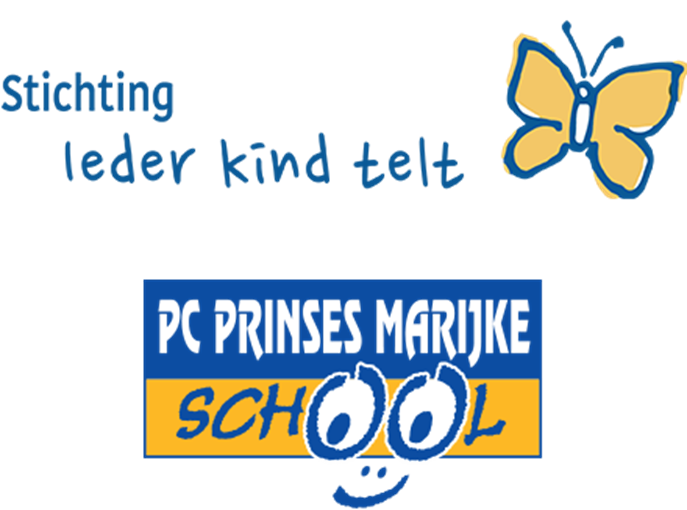 Stichting
Ieder kind telt
PC PRINSES MARIJKE
SCHOOL